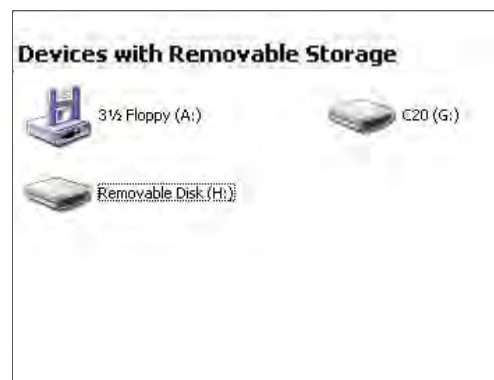 Devices with Removable Storage
3½ Floppy (A:)
C20 (G:)
Removable Disk (H:)